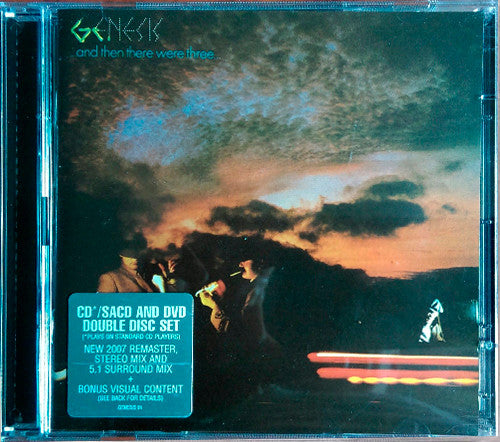 GENESIS
...and then there were three...
CD*/SACD AND DVD
DOUBLE DISC SET
(*PLAYS ON STANDARD CD PLAYERS)
NEW 2007 REMASTER,
STEREO MIX AND
5.1 SURROUND MIX
+
BONUS VISUAL CONTENT
(SEE BACK FOR DETAILS)